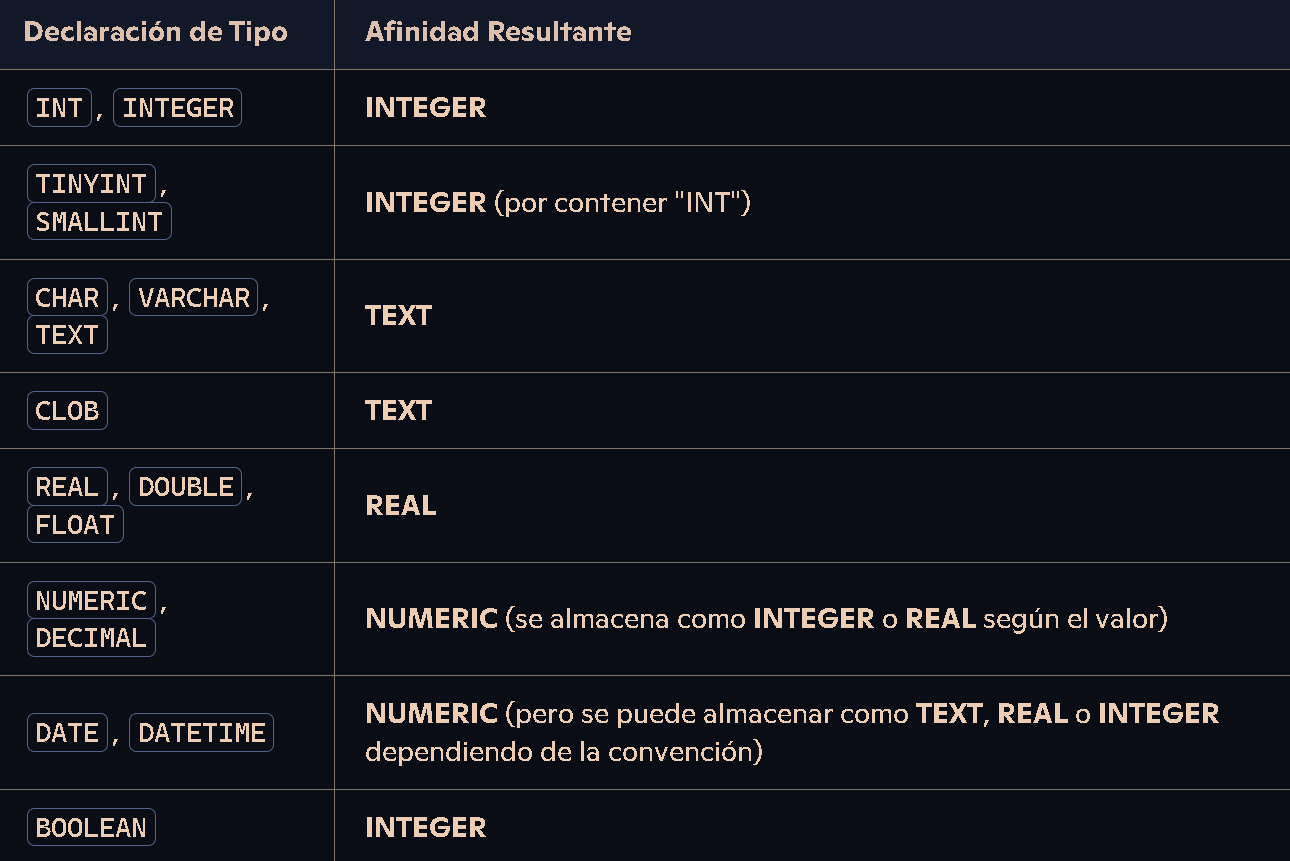 Declaración de Tipo Afinidad Resultante
INT, INTEGER INTEGER
TINYINT,
SMALLINT
INTEGER (por contener "INT")
CHAR, VARCHAR,
TEXT
TEXT
CLOB TEXT
REAL, DOUBLE,
FLOAT
REAL
NUMERIC,
DECIMAL
NUMERIC (se almacena como INTEGER o REAL según el valor)
DATE, DATETIME
NUMERIC (pero se puede almacenar como TEXT, REAL o INTEGER
dependiendo de la convención)
BOOLEAN INTEGER